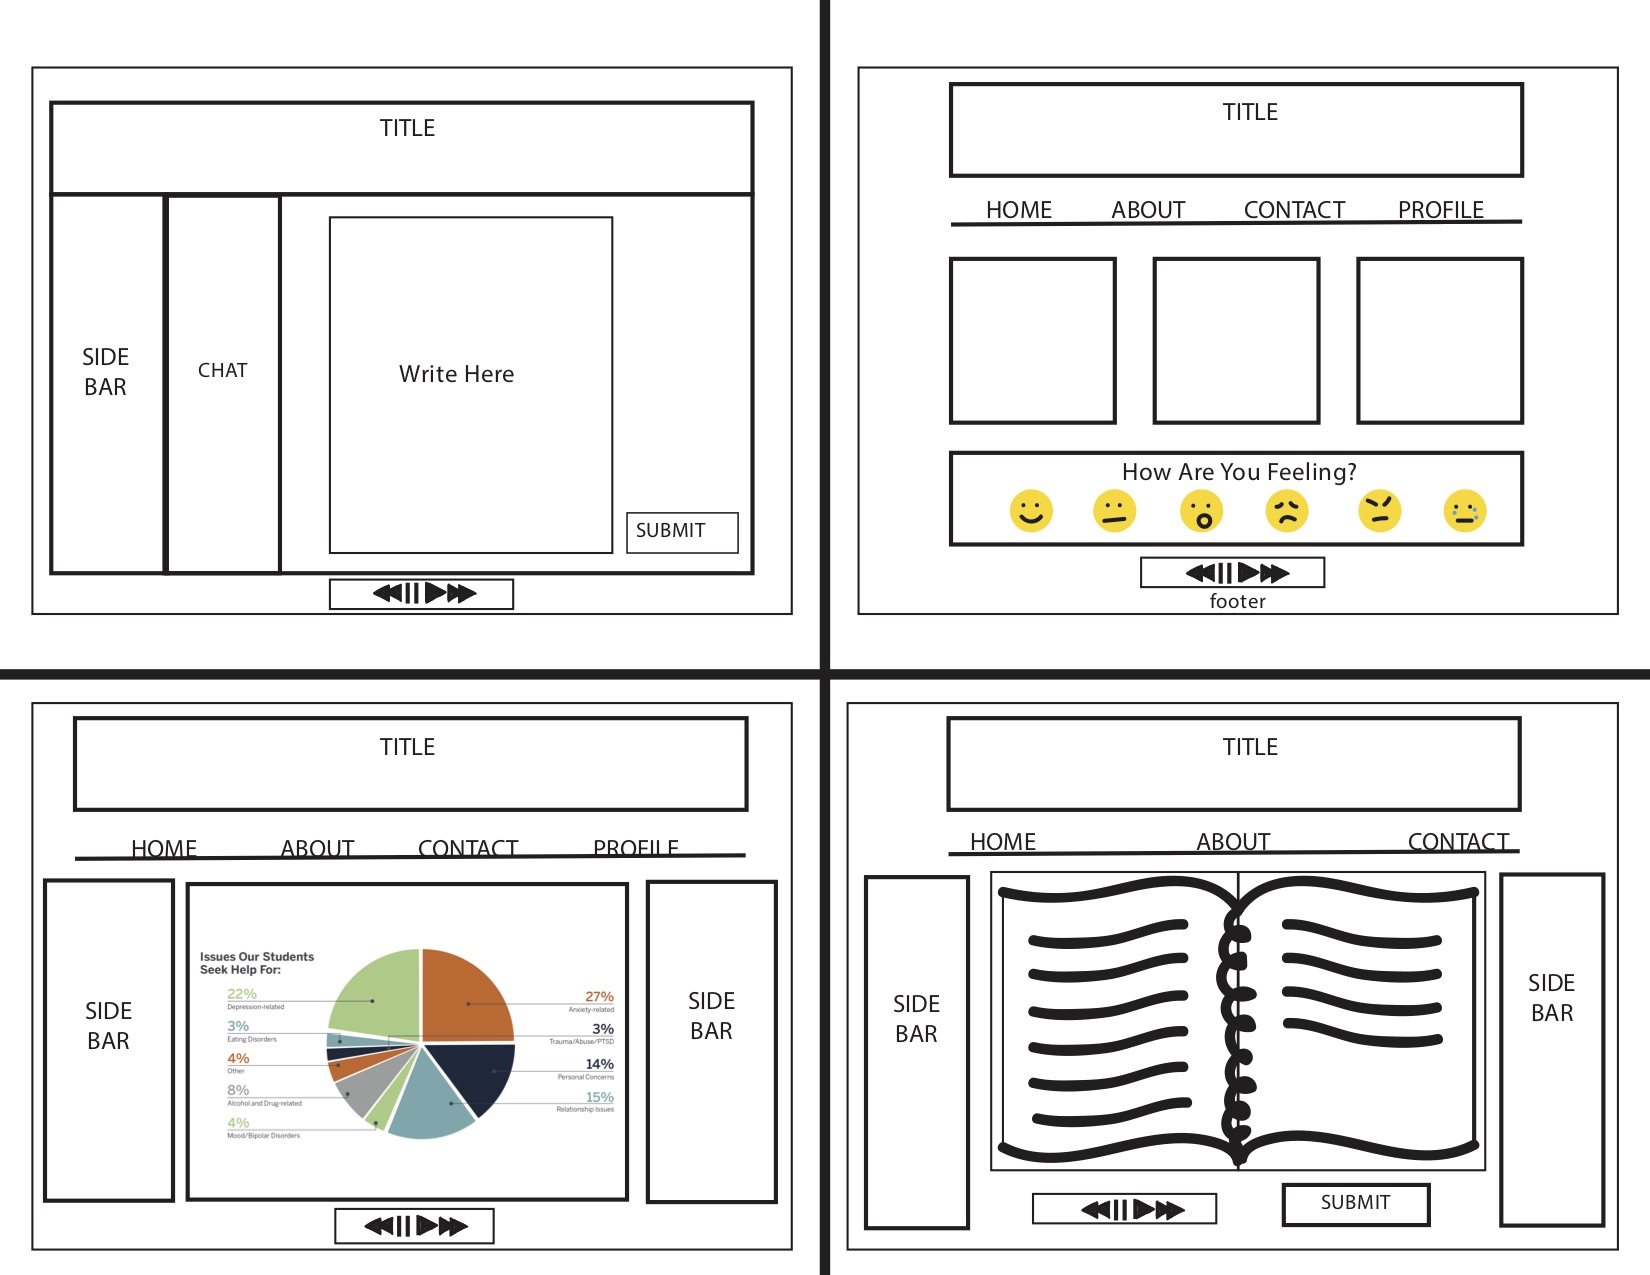 TITLE
SIDE
BAR
CHAT
Write Here
SUBMIT
TITLE
HOME ABOUT CONTACT PROFILE
How Are You Feeling?
footer
TITLE
HOME ABOUT CONTACT PROFILE
SIDE
BAR
Issues Our Students
Seek Help For:
22%
Depression-related
3%
Eating Disorders
4%
Other
8%
Alcohol and Drug-related
4%
Mood/Bipolar Disorders
27%
Anxiety-related
3%
Trauma/Abuse/PTSD
14%
Personal Concerns
15%
Relationship Issues
SIDE
BAR
TITLE
HOME ABOUT CONTACT
SIDE
BAR
SIDE
BAR
SUBMIT